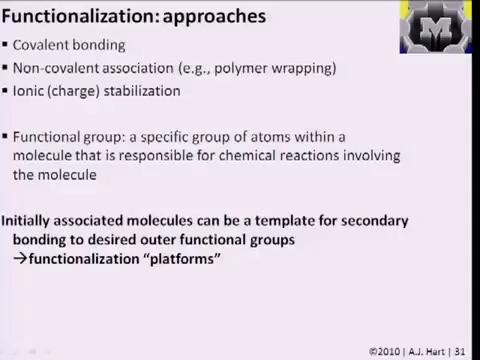 Functionalization: approaches
M
▪ Covalent bonding
▪ Non-covalent association (e.g., polymer wrapping)
▪ Ionic (charge) stabilization
▪ Functional group: a specific group of atoms within a
molecule that is responsible for chemical reactions involving
the molecule
Initially associated molecules can be a template for secondary
bonding to desired outer functional groups
→functionalization “platforms”
©2010 | A.J. Hart | 31